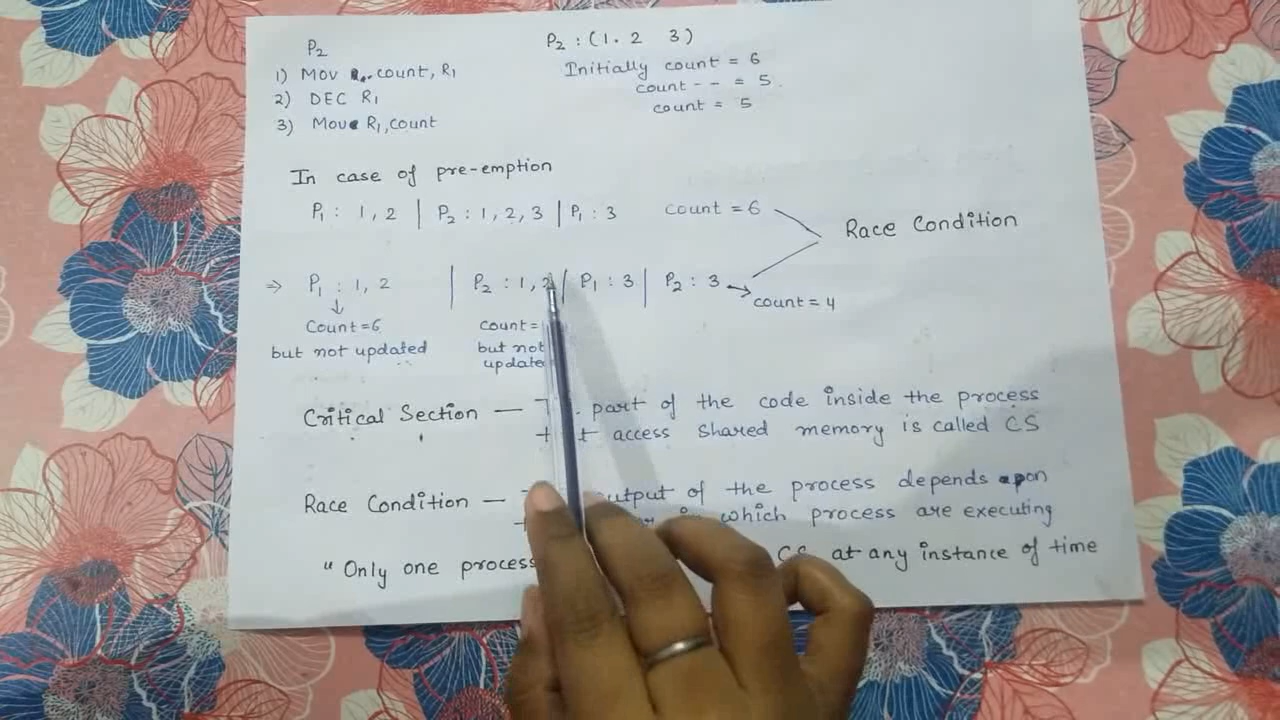 P2
P2 : (1. 2 3)
1) Mov count, R1
Initially count = 6
count - - = 5
2) DEC R1
count = 5
3) Move R1, count
In case of pre-emption
P1 : 1, 2 | P2 : 1, 2, 3 | P1 : 3 count = 6
Race Condition
⇒ P1 : 1, 2 | P2 : 1, 2 | P1 : 3 | P2 : 3 → count = 4
↓
Count=6 count=
but not updated but not
update
Critical Section — part of the code inside the process
access shared memory is called CS
Race Condition — output of the process depends upon
in which process are executing
" Only one process CS at any instance of time